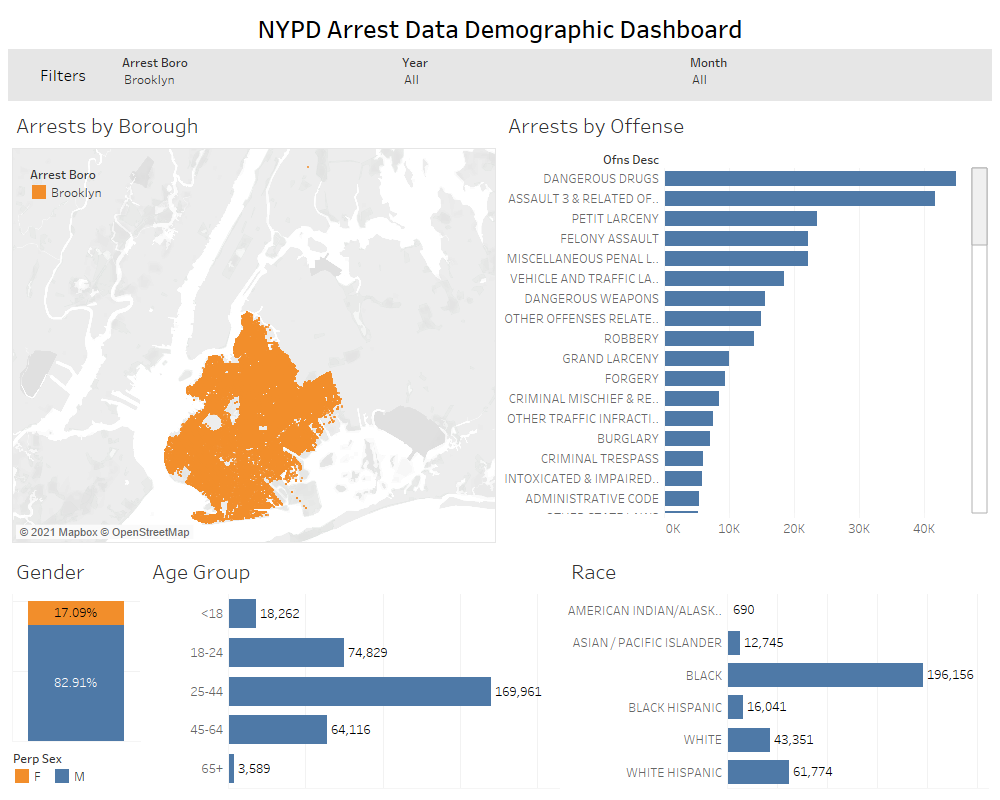 NYPD Arrest Data Demographic Dashboard
Filters
Arrest Boro
Brooklyn
Year
All
Month
All
Arrests by Borough
Arrest Boro
Brooklyn
© 2021 Mapbox © OpenStreetMap
Arrests by Offense
Ofns Desc
DANGEROUS DRUGS
ASSAULT 3 & RELATED OF..
PETIT LARCENY
FELONY ASSAULT
MISCELLANEOUS PENAL L..
VEHICLE AND TRAFFIC LA..
DANGEROUS WEAPONS
OTHER OFFENSES RELATE..
ROBBERY
GRAND LARCENY
FORGERY
CRIMINAL MISCHIEF & RE..
OTHER TRAFFIC INFRACTI..
BURGLARY
CRIMINAL TRESPASS
INTOXICATED & IMPAIRED..
ADMINISTRATIVE CODE
0K 10K 20K 30K 40K
Gender
17.09%
82.91%
Perp Sex
F M
Age Group
<18 18,262
18-24 74,829
25-44 169,961
45-64 64,116
65+ 3,589
Race
AMERICAN INDIAN/ALASK.. 690
ASIAN / PACIFIC ISLANDER 12,745
BLACK 196,156
BLACK HISPANIC 16,041
WHITE 43,351
WHITE HISPANIC 61,774